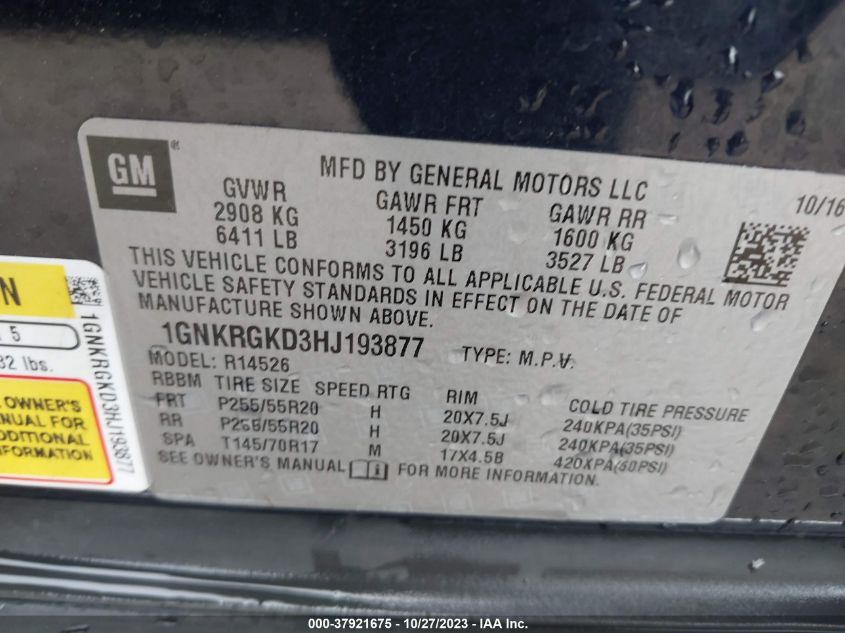 GM®
MFD BY GENERAL MOTORS LLC
10/16
GVWR GAWR FRT GAWR RR
2908 KG 1450 KG 1600 KG
6411 LB 3196 LB 3527 LB
THIS VEHICLE CONFORMS TO ALL APPLICABLE U.S. FEDERAL MOTOR
VEHICLE SAFETY STANDARDS IN EFFECT ON THE DATE OF
MANUFACTURE SHOWN ABOVE.
1GNKRGKD3HJ193877 TYPE: M.P.V.
MODEL: R14526
RBBM TIRE SIZE SPEED RTG RIM COLD TIRE PRESSURE
FRT P255/55R20 H 20X7.5J 240KPA(35PSI)
RR P255/55R20 H 20X7.5J 240KPA(35PSI)
SPA T145/70R17 M 17X4.5B 420KPA(60PSI)
SEE OWNER'S MANUAL FOR MORE INFORMATION.
N
5
32 lbs.
OWNER'S
ANUAL FOR
ADDITIONAL
INFORMATION
1GNKRGKD3HJ193877
000-37921675 - 10/27/2023 - IAA Inc.